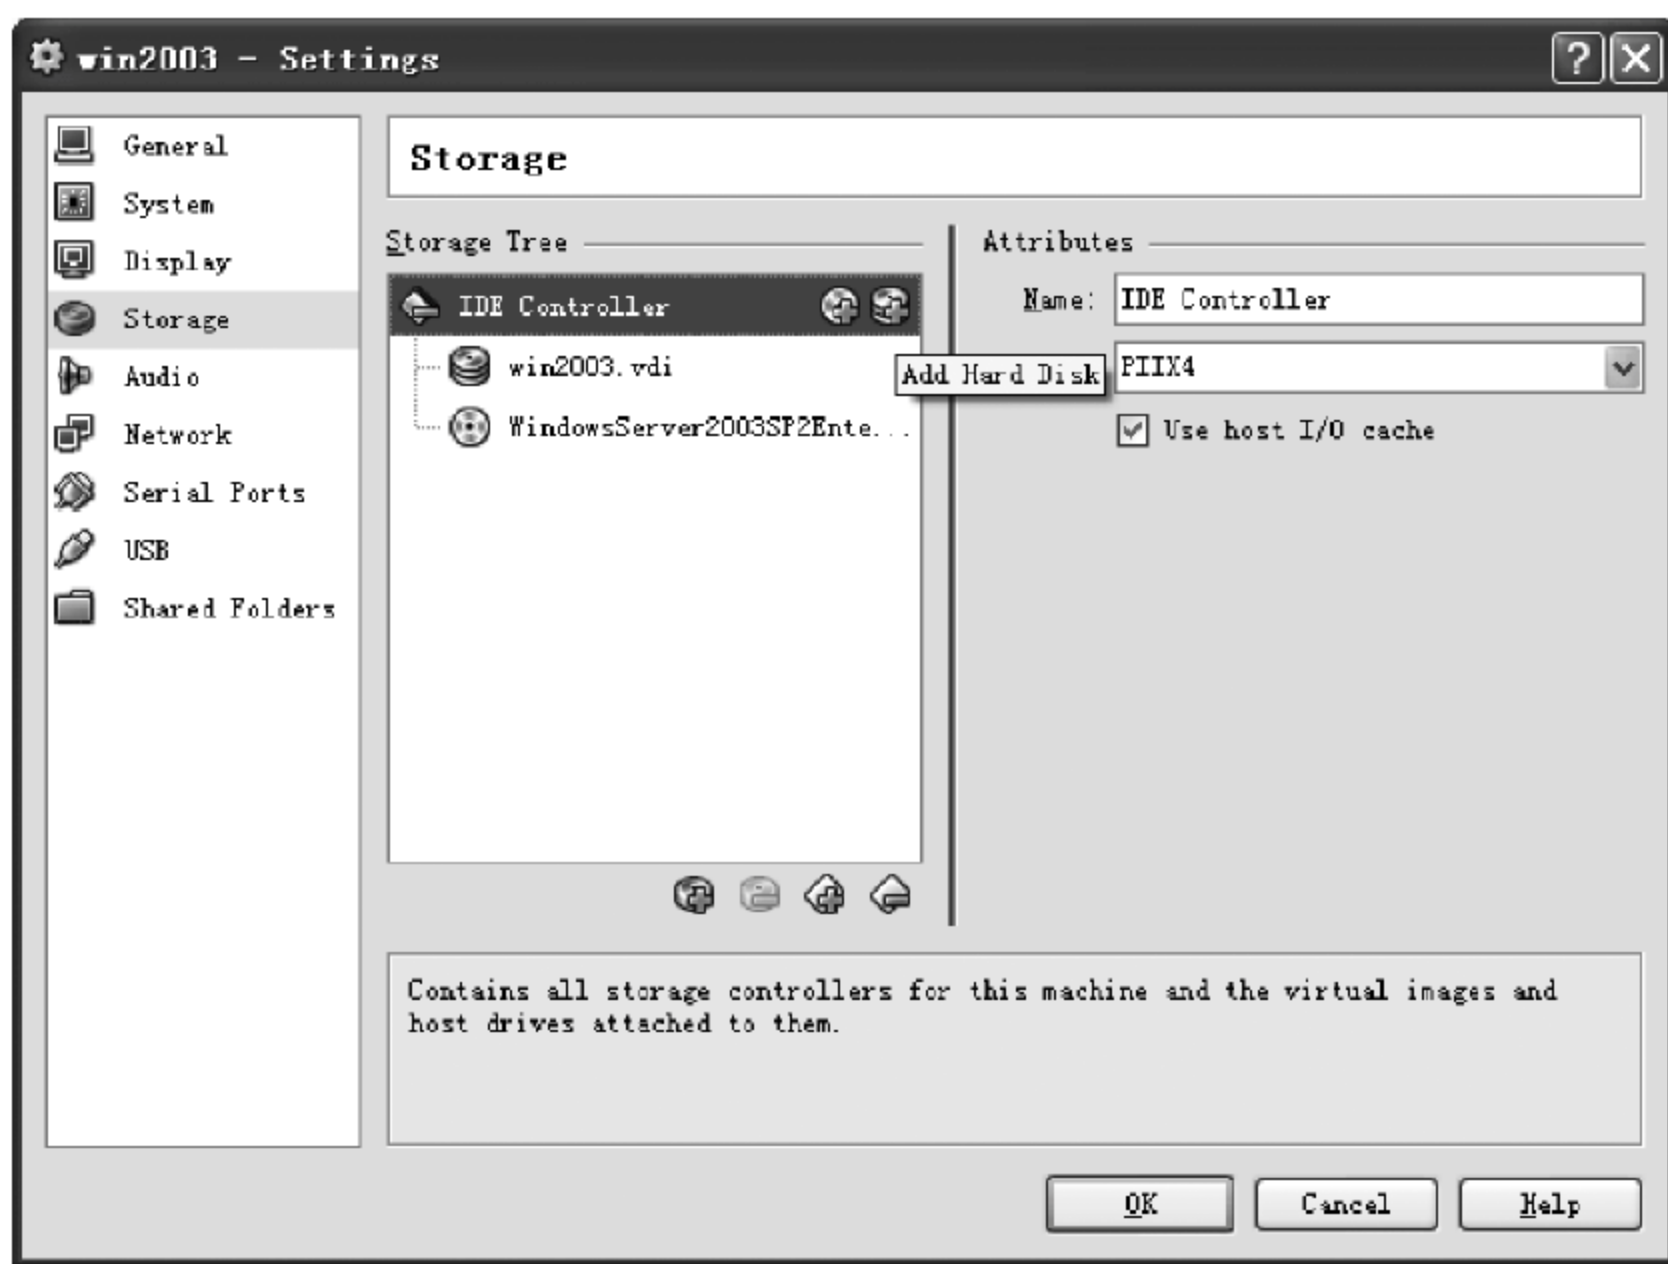 win2003 - Settings
General
System
Display
Storage
Audio
Network
Serial Ports
USB
Shared Folders
Storage
Storage Tree
IDE Controller
win2003.vdi
WindowsServer2003SP2Ente...
Attributes
Name: IDE Controller
Add Hard Disk
PIIX4
Use host I/O cache
Contains all storage controllers for this machine and the virtual images and
host drives attached to them.
OK
Cancel
Help